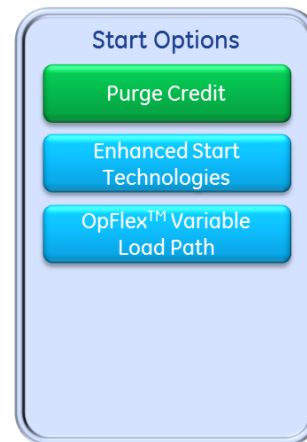 Start Options
Purge Credit
Enhanced Start
Technologies
OpFlex™ Variable
Load Path